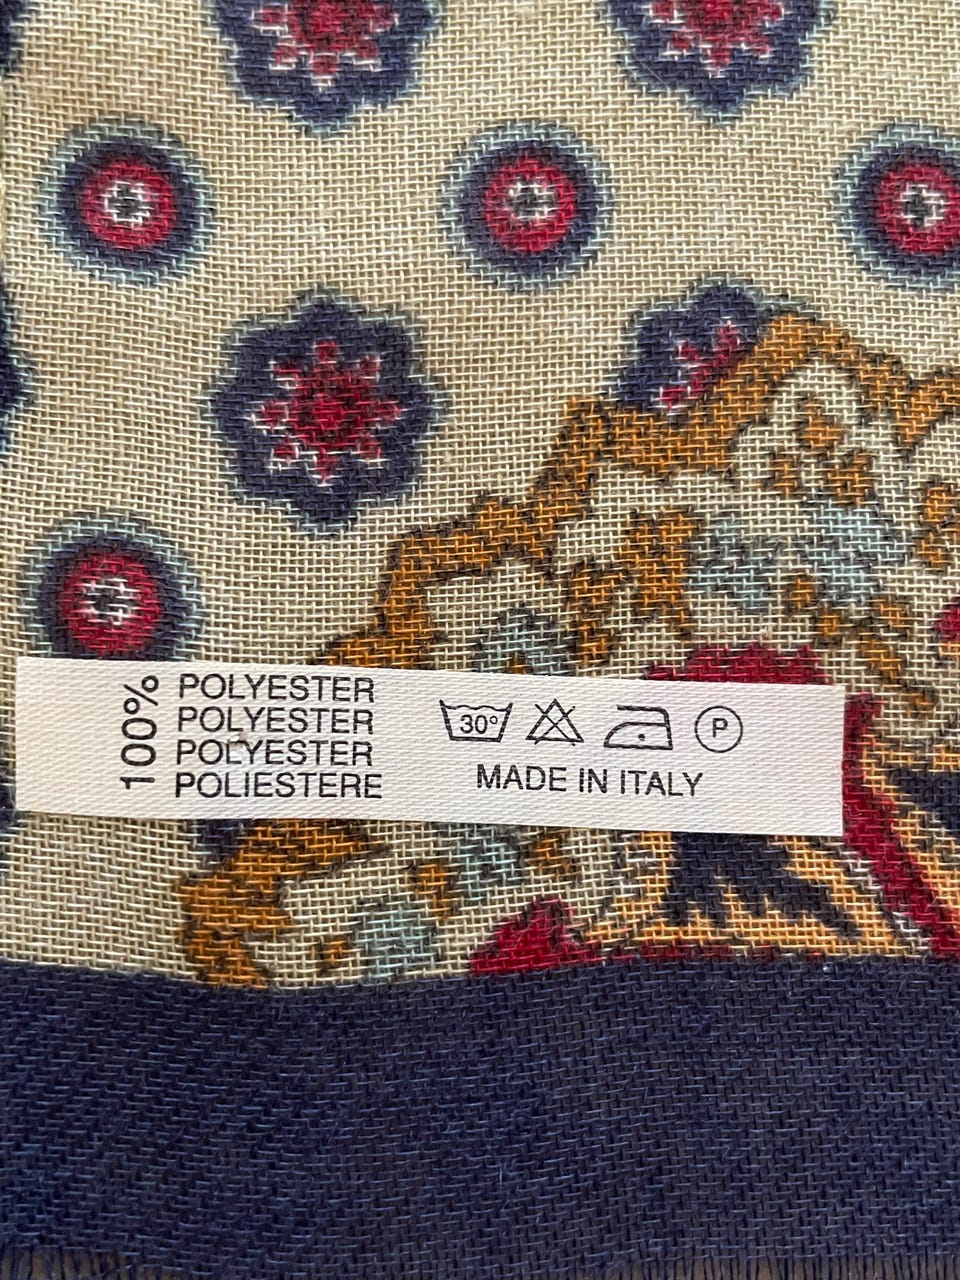 100%
POLYESTER
POLYESTER
POLYESTER
POLIESTERE
30° P
MADE IN ITALY